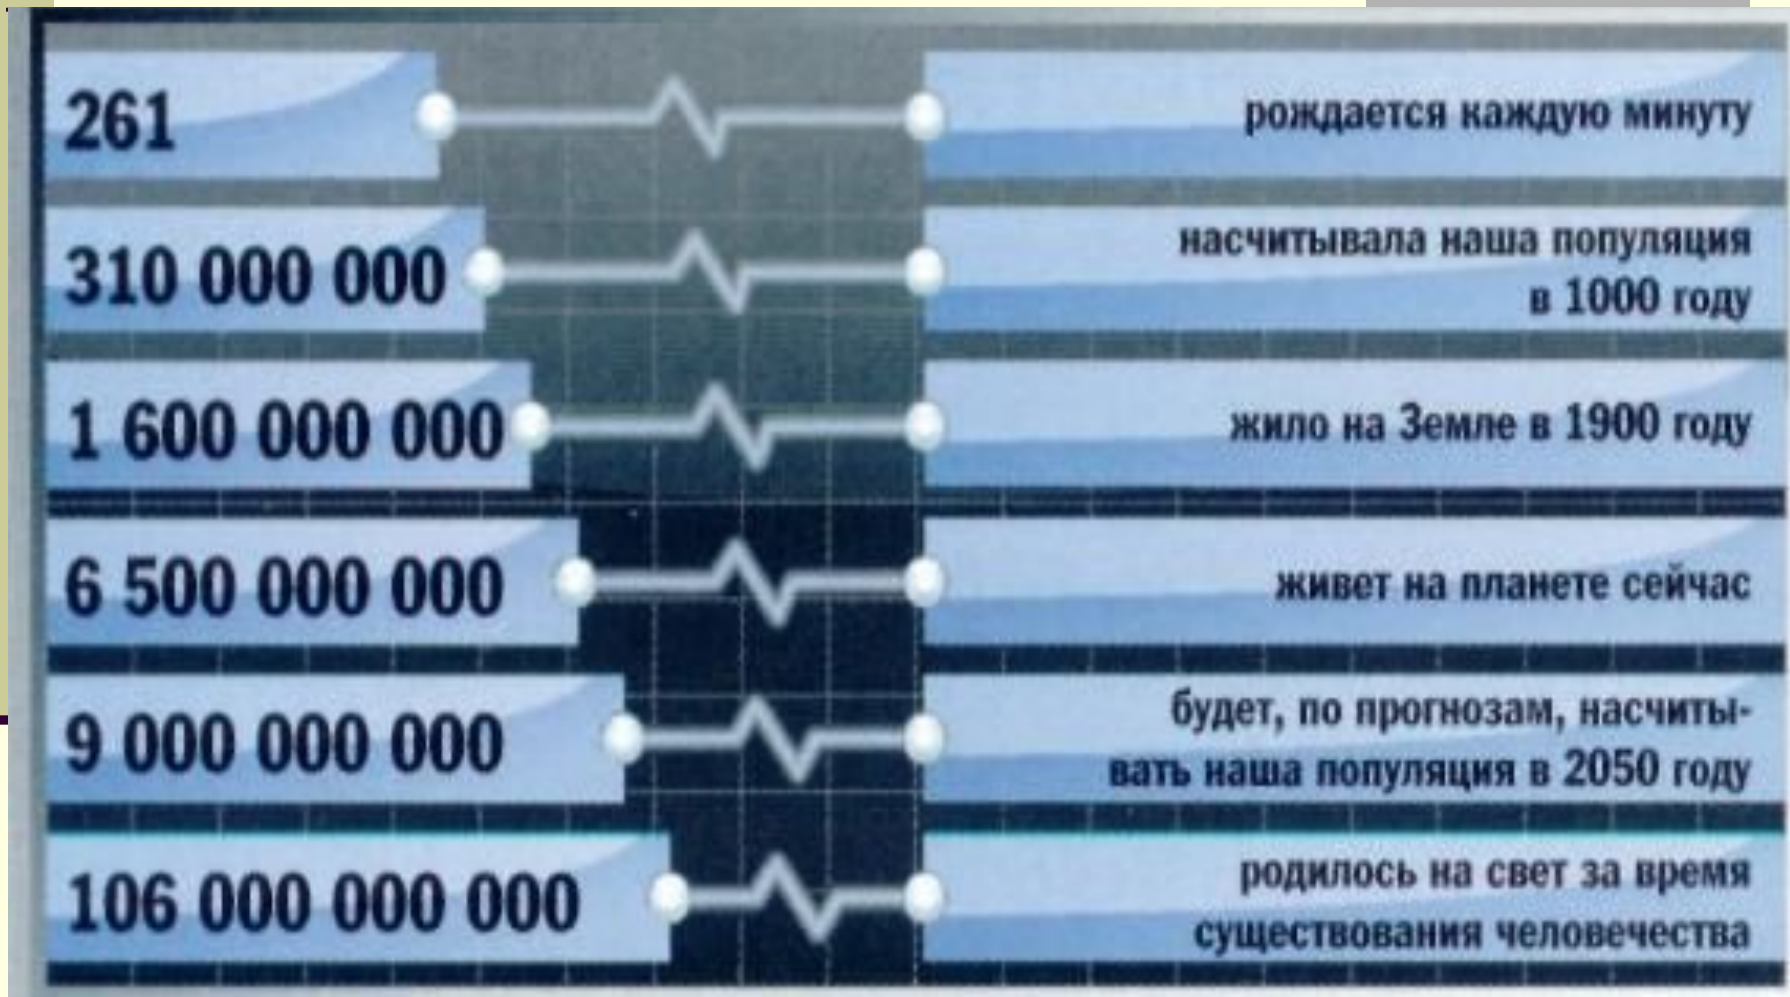 261
рождается каждую минуту
310 000 000
насчитывала наша популяция
в 1000 году
1 600 000 000
жило на Земле в 1900 году
6 500 000 000
живет на планете сейчас
9 000 000 000
будет, по прогнозам, насчиты-
вать наша популяция в 2050 году
106 000 000 000
родилось на свет за время
существования человечества